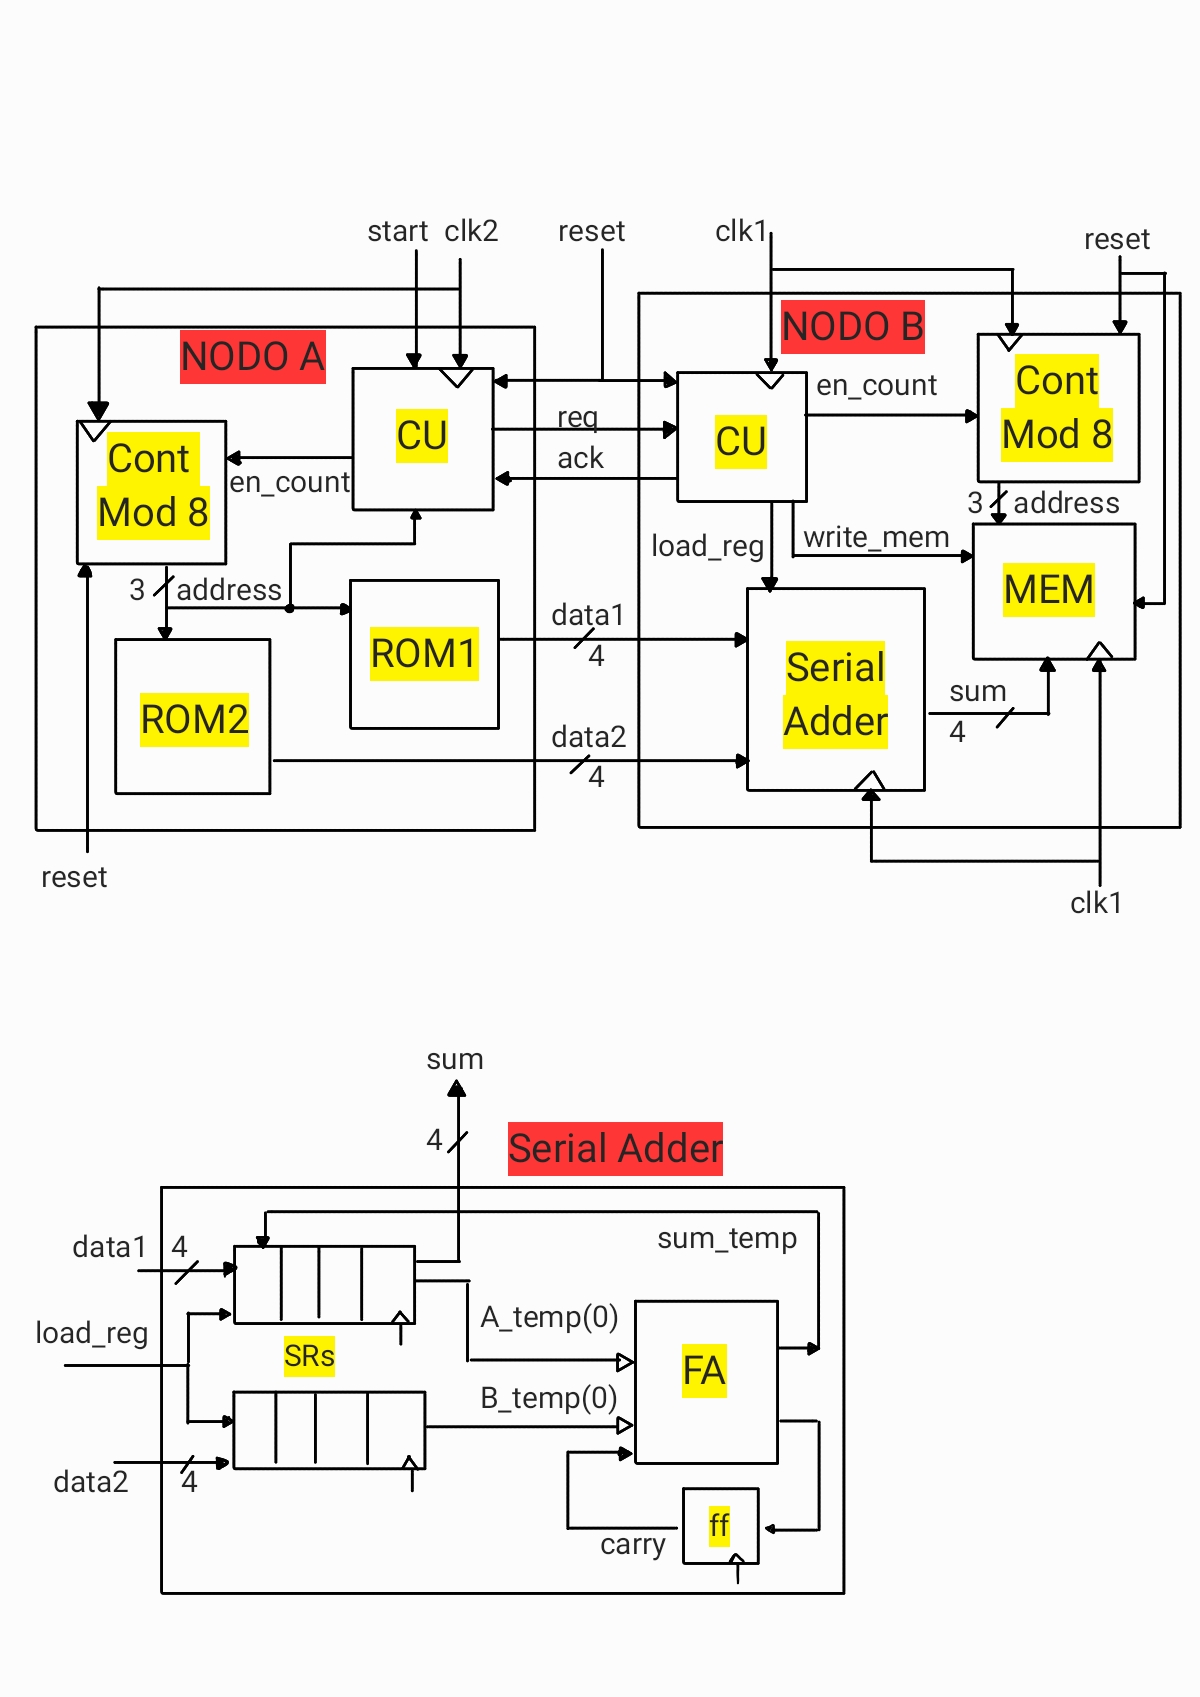 start clk2
reset
clk1
reset
NODO A
NODO B
Cont
Mod 8
CU
en_count
req
ack
CU
en_count
Cont
Mod 8
3 address
3 address
load_reg
write_mem
MEM
ROM1
ROM2
data1
4
data2
4
Serial
Adder
sum
4
reset
clk1
sum
4
Serial Adder
data1 4
sum_temp
load_reg
SRs
A_temp(0)
B_temp(0)
FA
data2
4
ff
carry